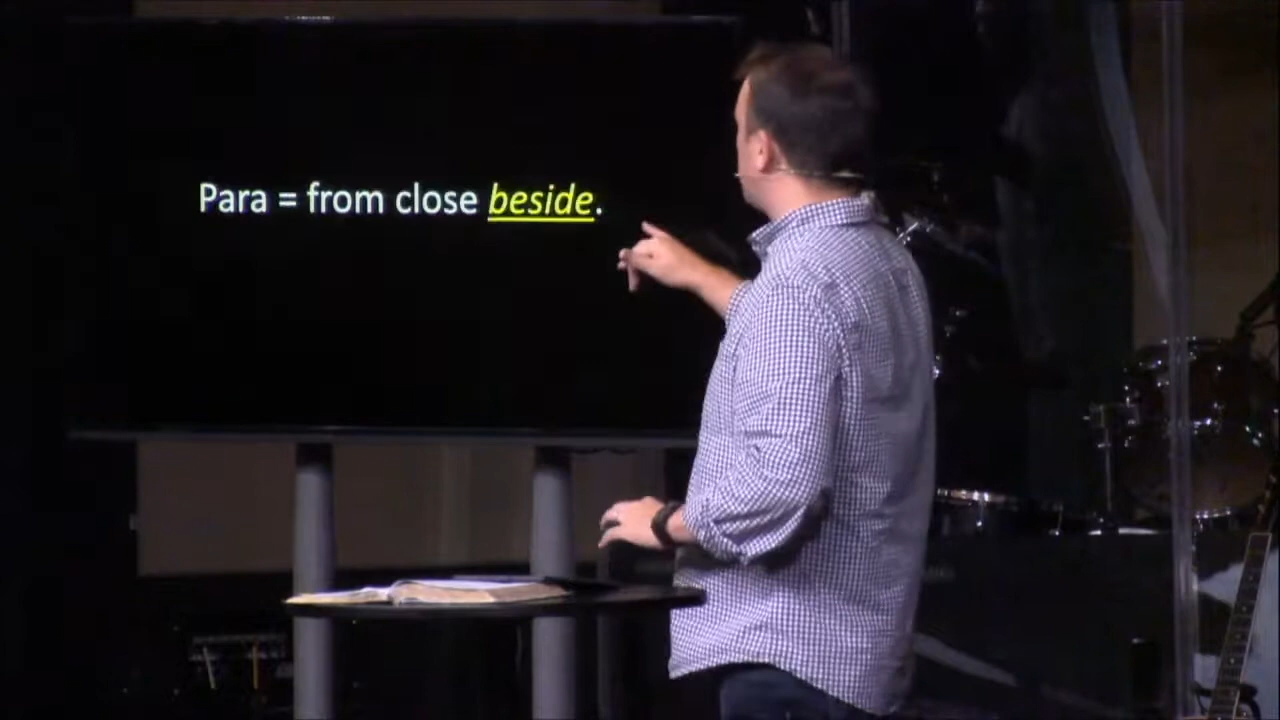 Para = from close beside.